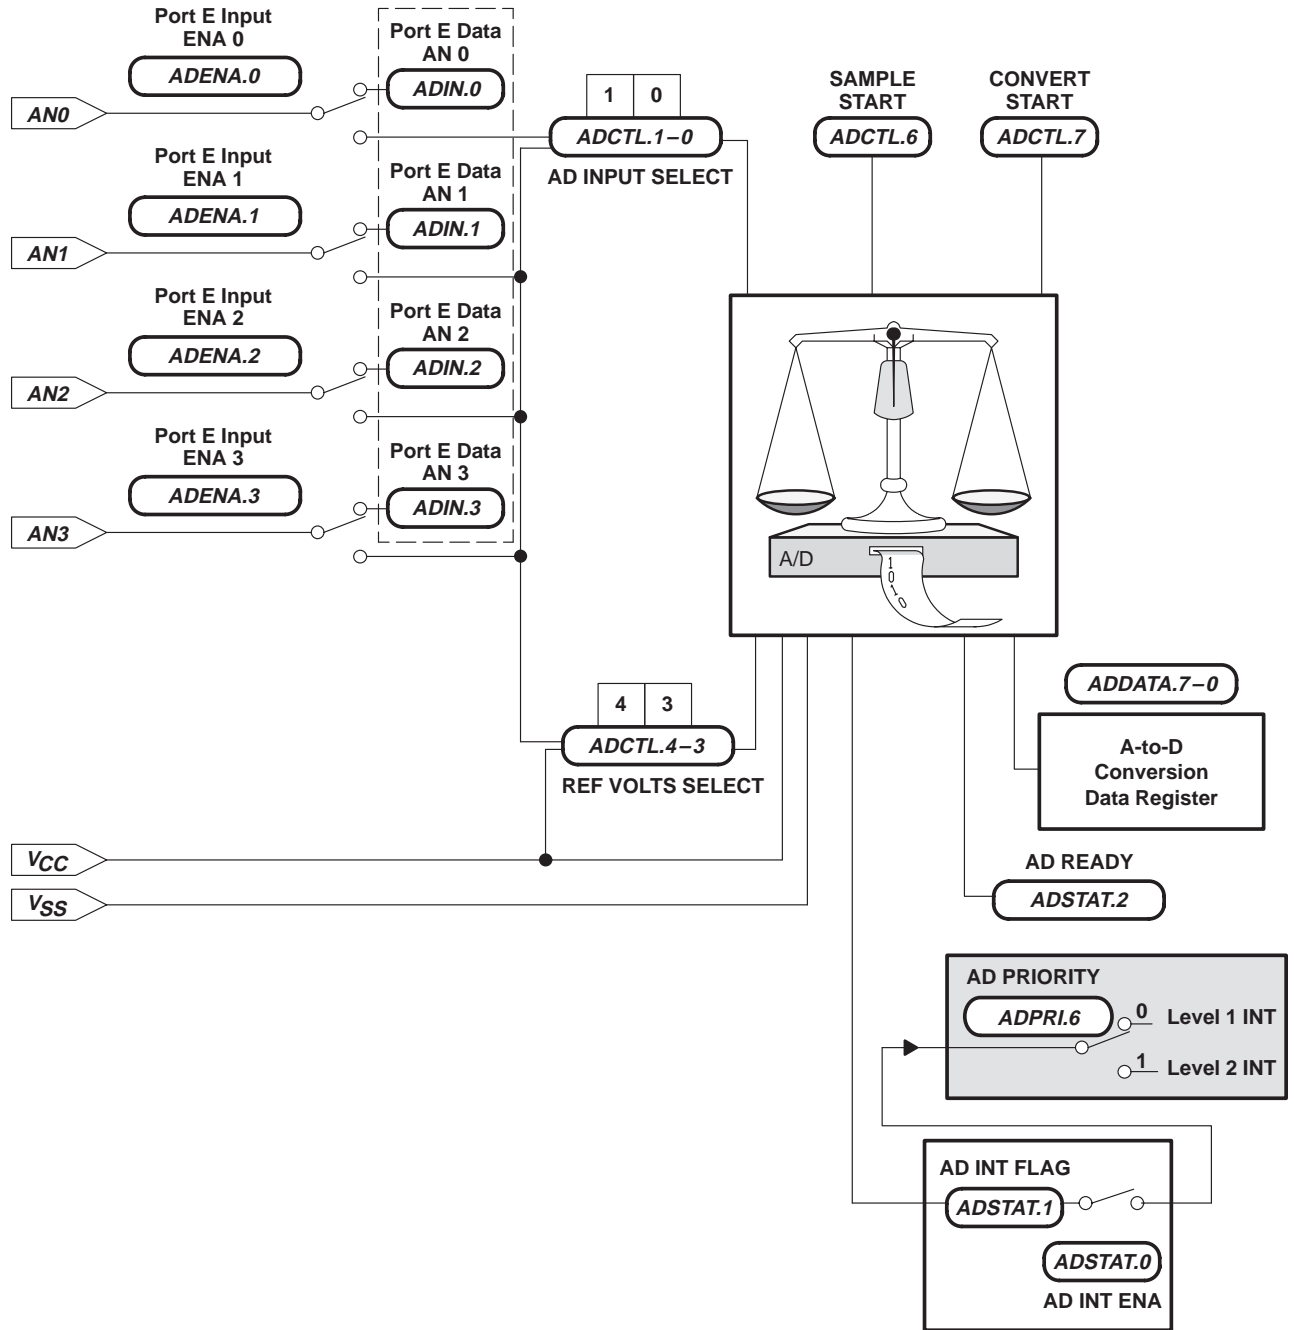 Port E Input
ENA 0
ADENA.0
AN0
Port E Data
AN 0
ADIN.0
Port E Input
ENA 1
ADENA.1
AN1
Port E Data
AN 1
ADIN.1
Port E Input
ENA 2
ADENA.2
AN2
Port E Data
AN 2
ADIN.2
Port E Input
ENA 3
ADENA.3
AN3
Port E Data
AN 3
ADIN.3
1 0
ADCTL.1–0
AD INPUT SELECT
SAMPLE
START
ADCTL.6
CONVERT
START
ADCTL.7
A/D
1
0
1
0
4 3
ADCTL.4–3
REF VOLTS SELECT
ADDATA.7–0
A-to-D
Conversion
Data Register
VCC
VSS
AD READY
ADSTAT.2
AD PRIORITY
ADPRI.6
0 Level 1 INT
1 Level 2 INT
AD INT FLAG
ADSTAT.1
ADSTAT.0
AD INT ENA